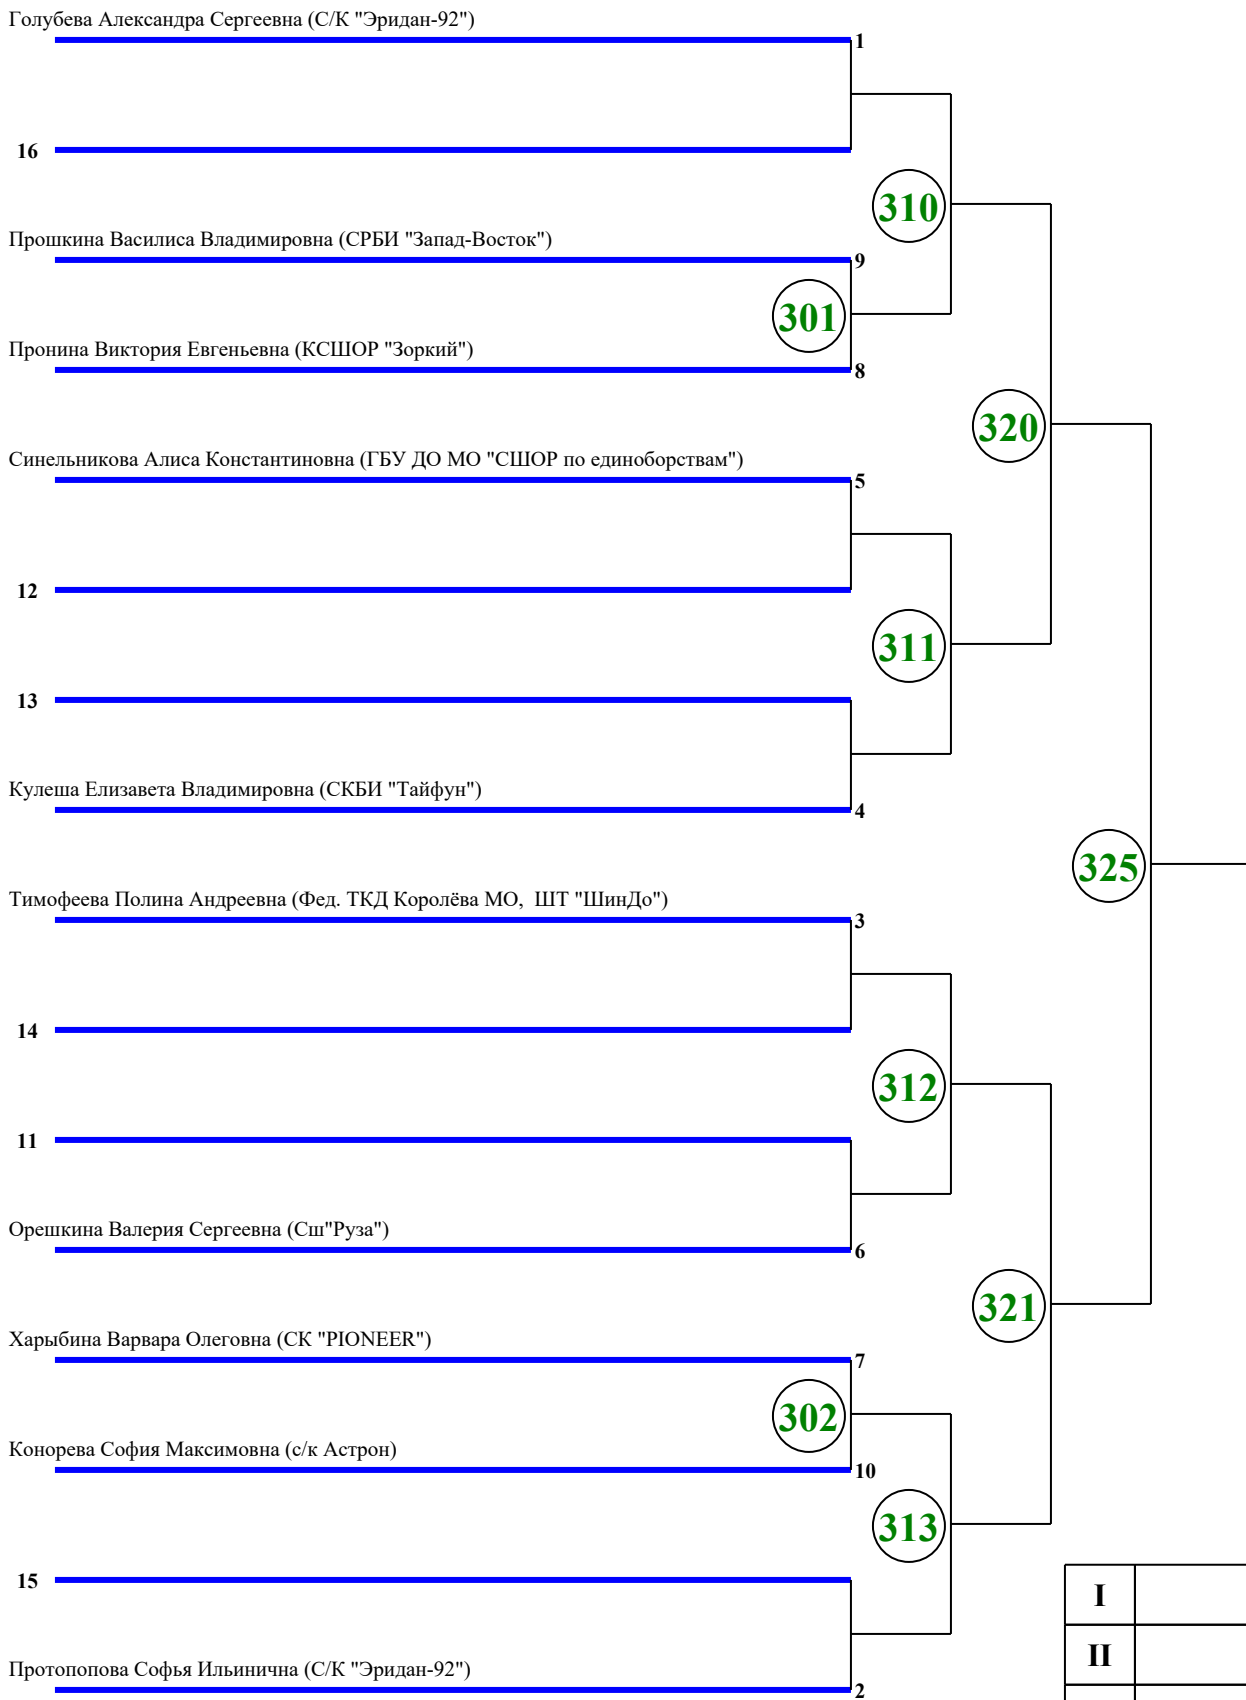 Голубева Александра Сергеевна (С/К "Эридан-92")
1
16
310
Прошкина Василиса Владимировна (СРБИ "Запад-Восток")
9
301
Пронина Виктория Евгеньевна (КСШОР "Зоркий")
8
320
Синельникова Алиса Константиновна (ГБУ ДО МО "СШОР по единоборствам")
5
12
311
13
Кулеша Елизавета Владимировна (СКБИ "Тайфун")
4
325
Тимофеева Полина Андреевна (Фед. ТКД Королёва МО,  ШТ "ШинДо")
3
14
312
11
Орешкина Валерия Сергеевна (Сш"Руза")
6
321
Харыбина Варвара Олеговна (СК "PIONEER")
7
302
Конорева София Максимовна (с/к Астрон)
10
313
15
I
II
Протопопова Софья Ильинична (С/К "Эридан-92")
2